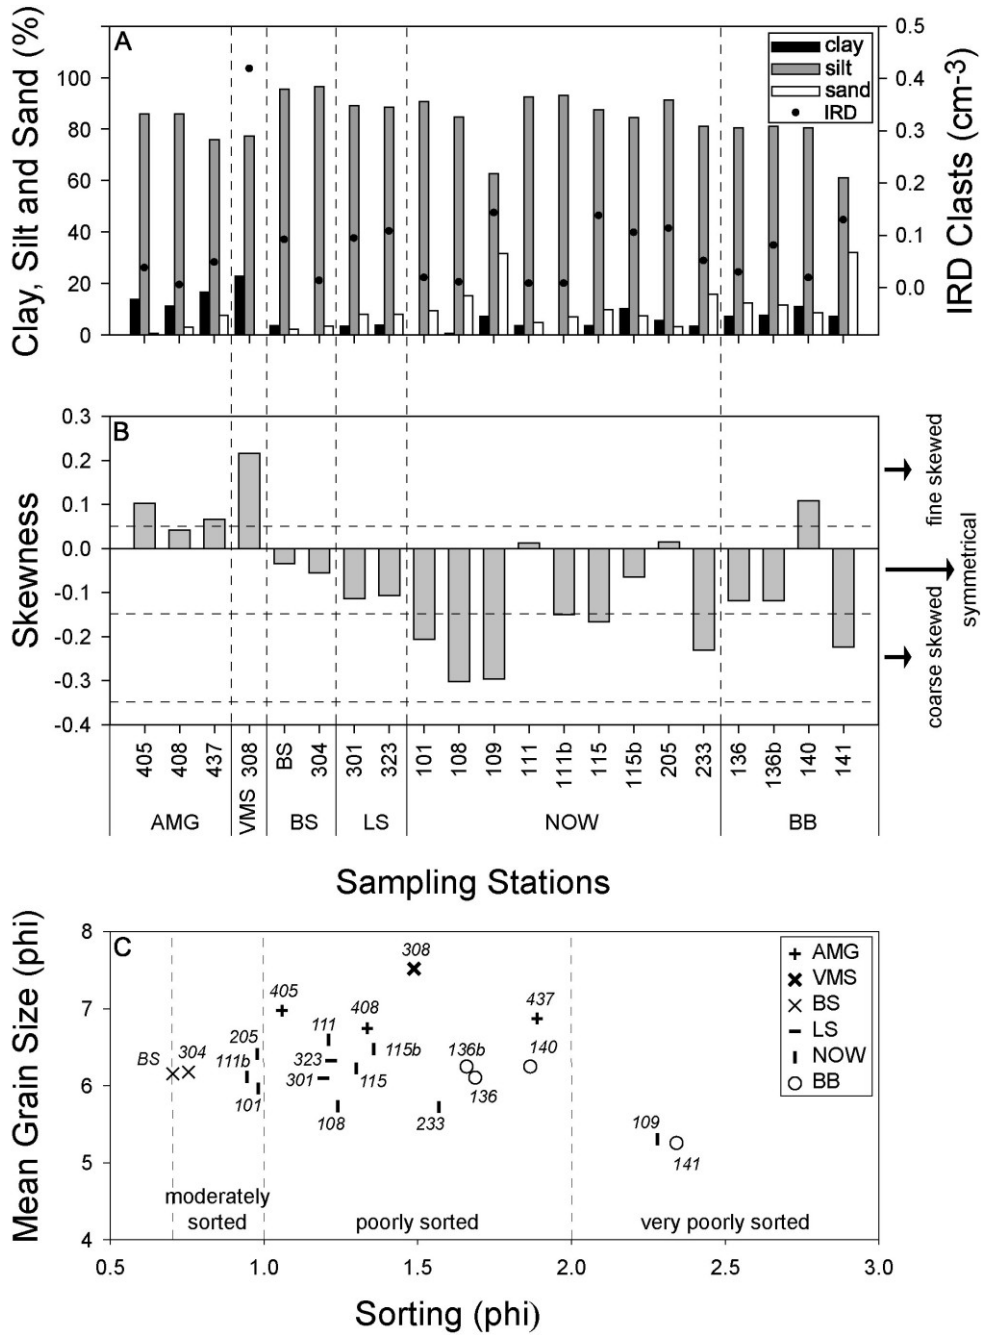 A
Clay, Silt and Sand (%)
100
80
60
40
20
0
clay
silt
sand
IRD
0.5
0.4
0.3
0.2
0.1
0.0
IRD Clasts (cm-3)
B
Skewness
0.3
0.2
0.1
0.0
-0.1
-0.2
-0.3
-0.4
fine skewed
symmetrical
coarse skewed
405 408 437 308 BS 304 301 323 101 108 109 111 111b 115 115b 205 233 136 136b 140 141
AMG VMS BS LS NOW BB
Sampling Stations
C
Mean Grain Size (phi)
8
7
6
5
4
AMG
VMS
BS
LS
NOW
BB
308
405
408
437
111
205
304
BS
111b
323
115b
136b
140
101
301
115
136
108
233
109
141
moderately
sorted
poorly sorted
very poorly sorted
0.5 1.0 1.5 2.0 2.5 3.0
Sorting (phi)